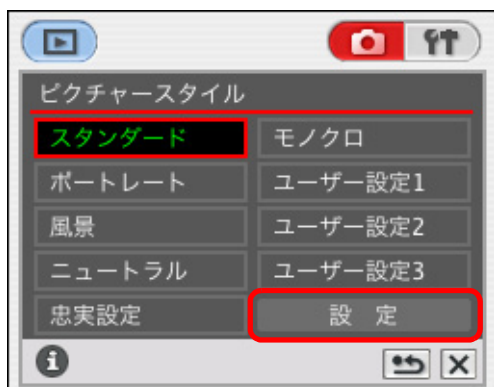 ピクチャースタイル
スタンダード モノクロ
ポートレート ユーザー設定1
風景 ユーザー設定2
ニュートラル ユーザー設定3
忠実設定 設 定